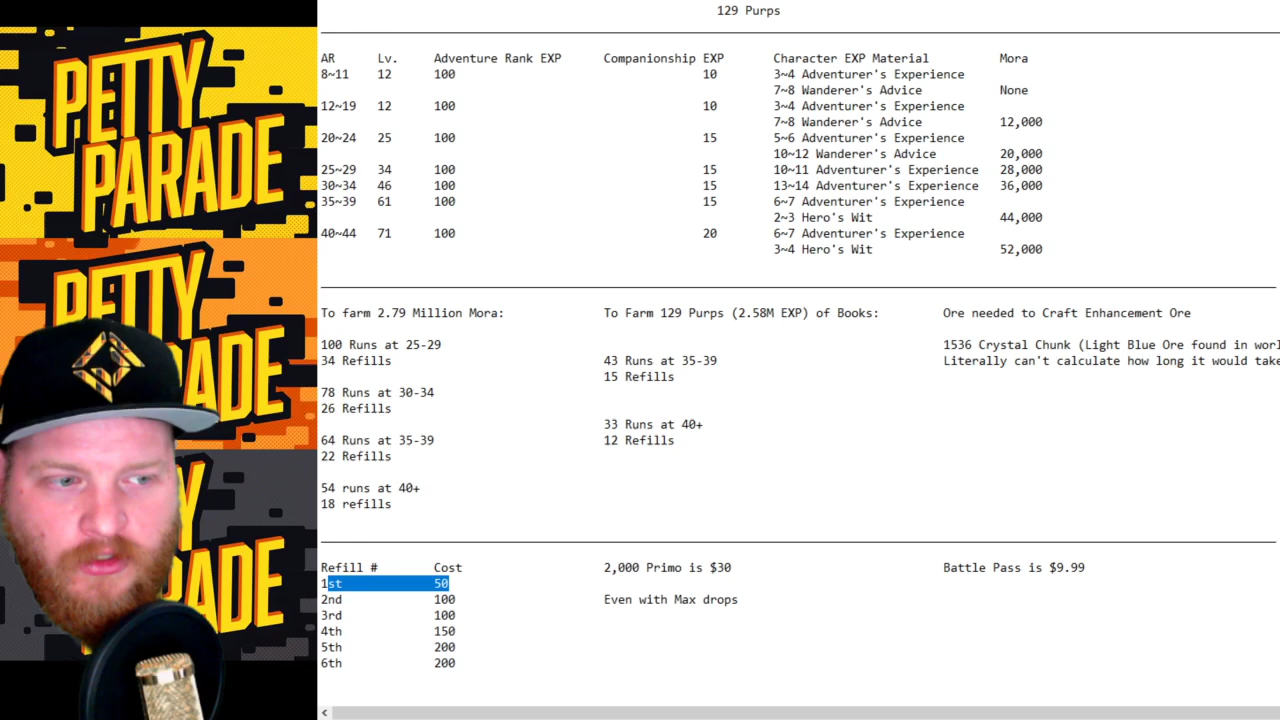 PETTY
PARADE
PETTY
PARADE
PETTY
PARADE
129 Purps
AR Lv. Adventure Rank EXP Companionship EXP Character EXP Material Mora
8~11 12 100 10 3~4 Adventurer's Experience
7~8 Wanderer's Advice None
12~19 12 100 10 3~4 Adventurer's Experience
7~8 Wanderer's Advice 12,000
20~24 25 100 15 5~6 Adventurer's Experience
10~12 Wanderer's Advice 20,000
25~29 34 100 15 10~11 Adventurer's Experience 28,000
30~34 46 100 15 13~14 Adventurer's Experience 36,000
35~39 61 100 15 6~7 Adventurer's Experience
2~3 Hero's Wit 44,000
40~44 71 100 20 6~7 Adventurer's Experience
3~4 Hero's Wit 52,000
To farm 2.79 Million Mora: To Farm 129 Purps (2.58M EXP) of Books: Ore needed to Craft Enhancement Ore
100 Runs at 25-29 1536 Crystal Chunk (Light Blue Ore found in worl
34 Refills 43 Runs at 35-39 Literally can't calculate how long it would take
15 Refills
78 Runs at 30-34
26 Refills
33 Runs at 40+
64 Runs at 35-39 12 Refills
22 Refills
54 runs at 40+
18 refills
Refill # Cost 2,000 Primo is $30 Battle Pass is $9.99
1st 50
2nd 100 Even with Max drops
3rd 100
4th 150
5th 200
6th 200